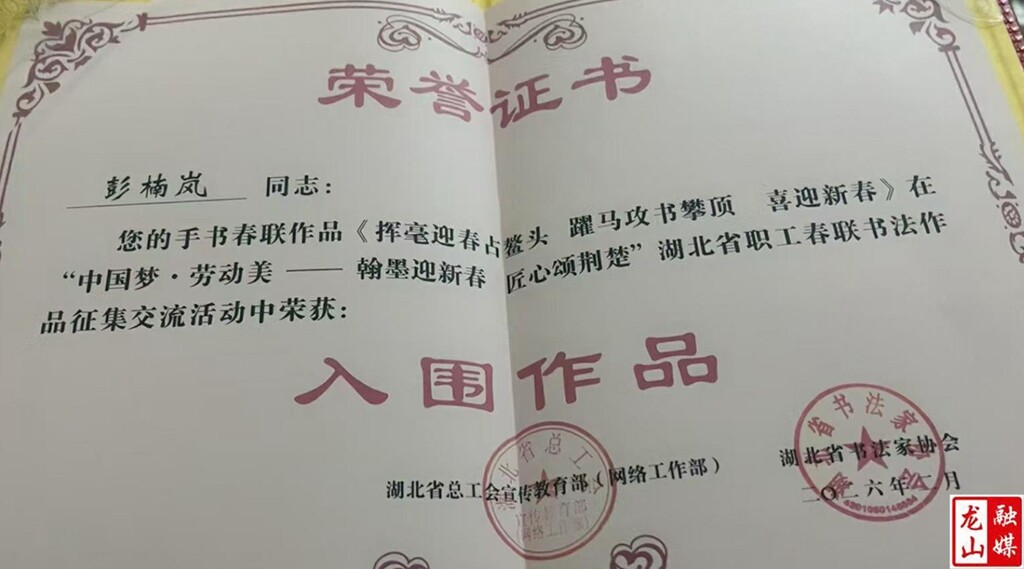 荣誉证书
彭楠岚 同志：
您的手书春联作品《挥毫迎春占鳌头 躍马攻书攀顶 喜迎新春》在
“中国梦·劳动美——翰墨迎新春 匠心颂荆楚”湖北省职工春联书法作
品征集交流活动中荣获：
入围作品
湖北省总工会宣传教育部（网络工作部）
湖北省书法家协会
二〇二六年 月
龙山
融媒